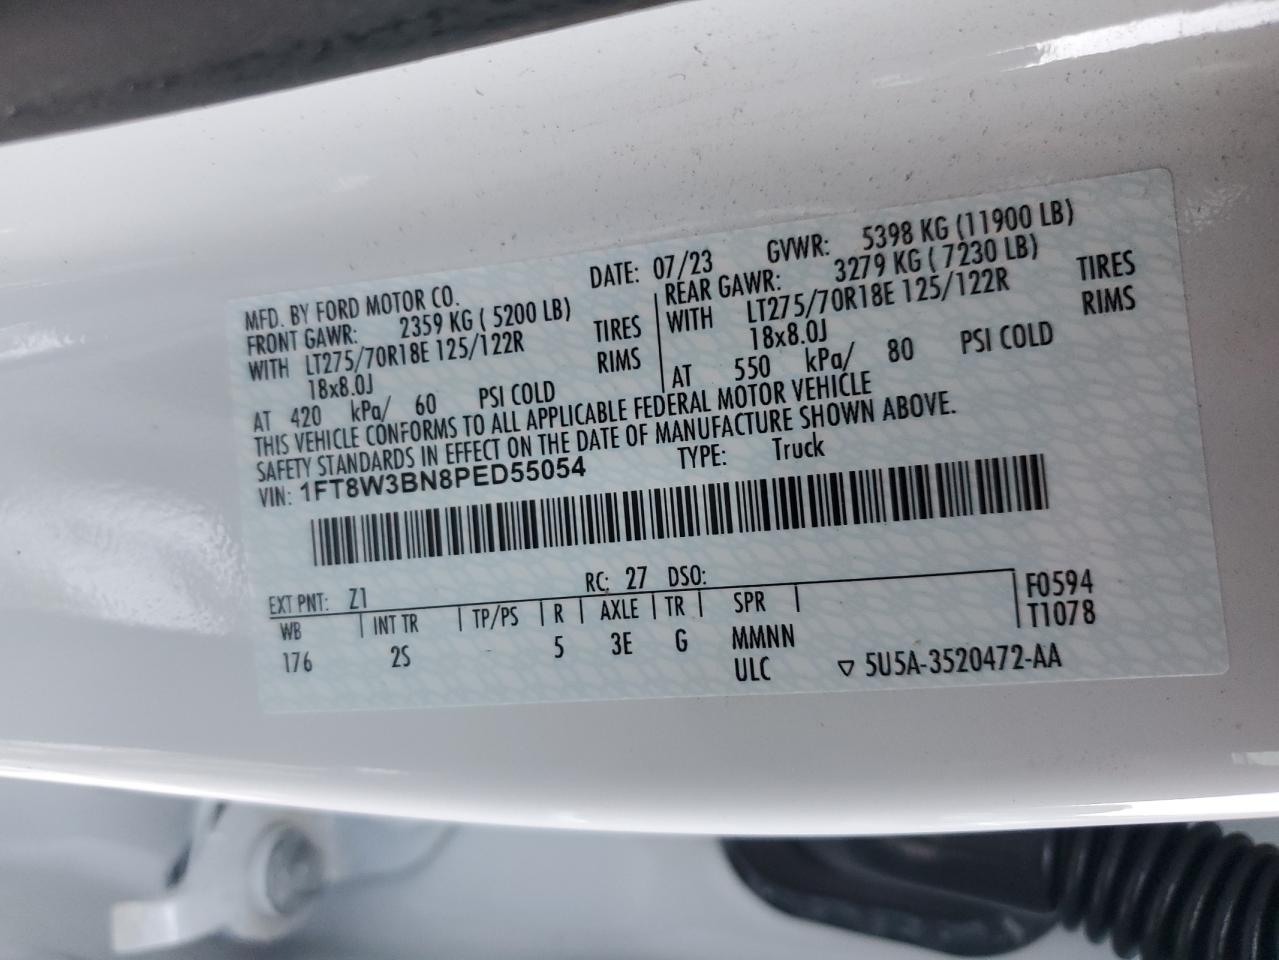 MFD. BY FORD MOTOR CO. DATE: 07/23 GVWR: 5398 KG (11900 LB)
FRONT GAWR: 2359 KG ( 5200 LB) REAR GAWR: 3279 KG ( 7230 LB)
WITH LT275/70R18E 125/122R TIRES WITH LT275/70R18E 125/122R TIRES
18x8.0J RIMS 18x8.0J RIMS
AT 420 kPa/ 60 PSI COLD AT 550 kPa/ 80 PSI COLD
THIS VEHICLE CONFORMS TO ALL APPLICABLE FEDERAL MOTOR VEHICLE
SAFETY STANDARDS IN EFFECT ON THE DATE OF MANUFACTURE SHOWN ABOVE.
VIN: 1FT8W3BN8PED55054 TYPE: Truck
EXT PNT: Z1 RC: 27 DSO: F0594
WB INT TR TP/PS R AXLE TR SPR T1078
176 2S 5 3E G MMNN
ULC ▽ 5U5A-3520472-AA